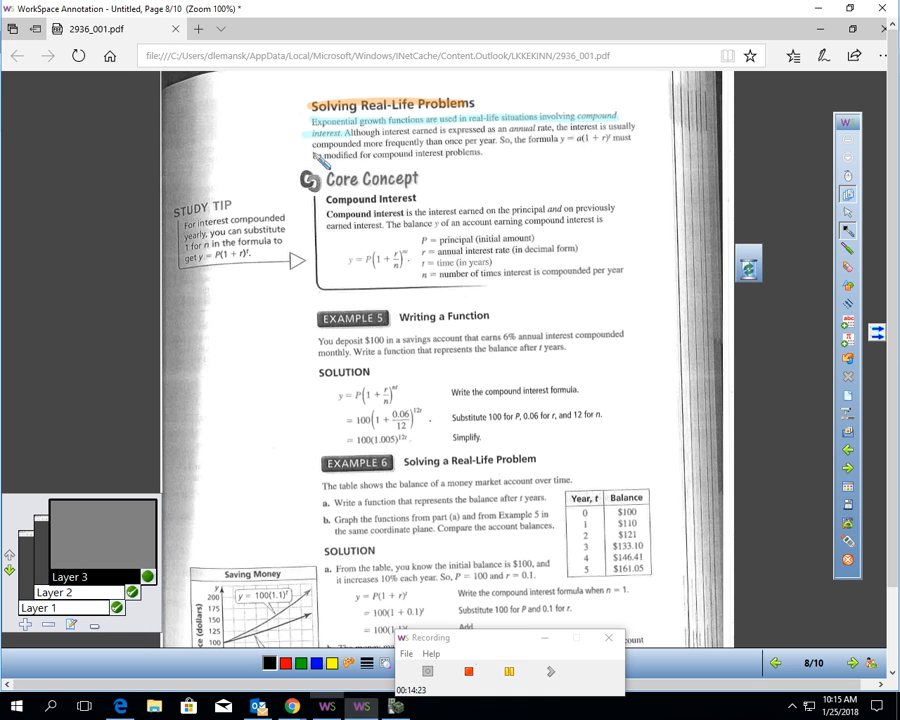 WorkSpace Annotation - Untitled, Page 8/10 (Zoom 100%) *
2936_001.pdf
file:///C:/Users/dlemansk/AppData/Local/Microsoft/Windows/INetCache/Content.Outlook/LKKEKINN/2936_001.pdf
Solving Real-Life Problems
Exponential growth functions are used in real-life situations involving compound
interest. Although interest earned is expressed as an annual rate, the interest is usually
compounded more frequently than once per year. So, the formula y = a(1 + r)^t must
be modified for compound interest problems.
Core Concept
Compound Interest
Compound interest is the interest earned on the principal and on previously
earned interest. The balance y of an account earning compound interest is
y = P(1 + r/n)^nt.
P = principal (initial amount)
r = annual interest rate (in decimal form)
t = time (in years)
n = number of times interest is compounded per year
STUDY TIP
For interest compounded
yearly, you can substitute
1 for n in the formula to
get y = P(1 + r)^t.
EXAMPLE 5 Writing a Function
You deposit $100 in a savings account that earns 6% annual interest compounded
monthly. Write a function that represents the balance after t years.
SOLUTION
y = P(1 + r/n)^nt Write the compound interest formula.
= 100(1 + 0.06/12)^12t Substitute 100 for P, 0.06 for r, and 12 for n.
= 100(1.005)^12t Simplify.
EXAMPLE 6 Solving a Real-Life Problem
The table shows the balance of a money market account over time.
a. Write a function that represents the balance after t years.
b. Graph the functions from part (a) and from Example 5 in
the same coordinate plane. Compare the account balances.
Year, t Balance
0 $100
1 $110
2 $121
3 $133.10
4 $146.41
5 $161.05
SOLUTION
a. From the table, you know the initial balance is $100, and
it increases 10% each year. So, P = 100 and r = 0.1.
y = P(1 + r)^t Write the compound interest formula when n = 1.
= 100(1 + 0.1)^t Substitute 100 for P and 0.1 for r.
= 100(1 Add.
Saving Money
y = 100(1.1)^t
y
200
175
150
125
100
(dollars)
Layer 3
Layer 2
Layer 1
WS Recording
File Help
00:14:23
8/10
10:15 AM
1/25/2018